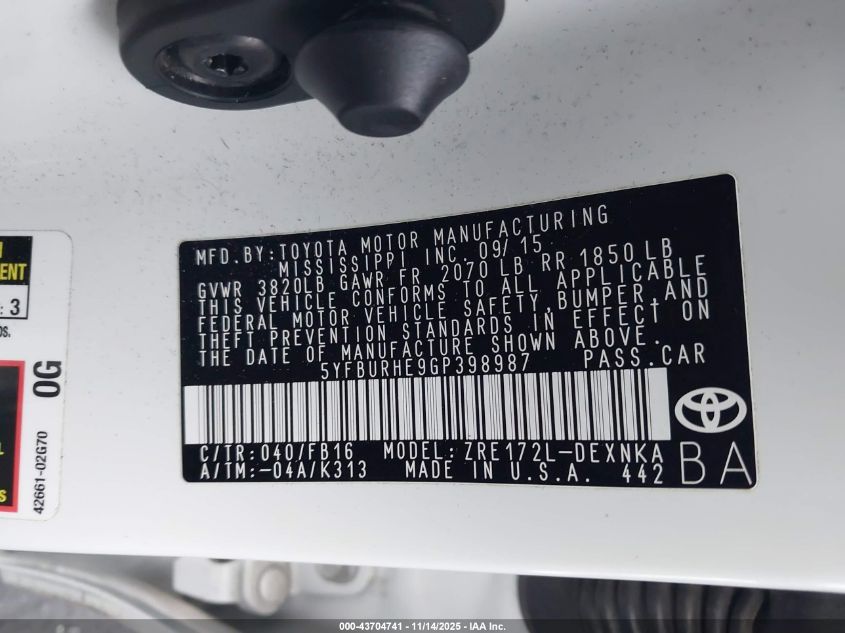 MFD.BY:TOYOTA MOTOR MANUFACTURING
MISSISSIPPI INC. 09/15
GVWR 3820LB GAWR FR 2070 LB RR 1850 LB
THIS VEHICLE CONFORMS TO ALL APPLICABLE
FEDERAL MOTOR VEHICLE SAFETY,BUMPER,AND
THEFT PREVENTION STANDARDS IN EFFECT ON
THE DATE OF MANUFACTURE SHOWN ABOVE.
5YFBURHE9GP398987 PASS.CAR
C/TR:040/FB16 MODEL:ZRE172L-DEXNKA
A/TM:-04A/K313 MADE IN U.S.A. 442
BA
: 3
0G
42661-02G70
000-43704741 - 11/14/2025 - IAA Inc.